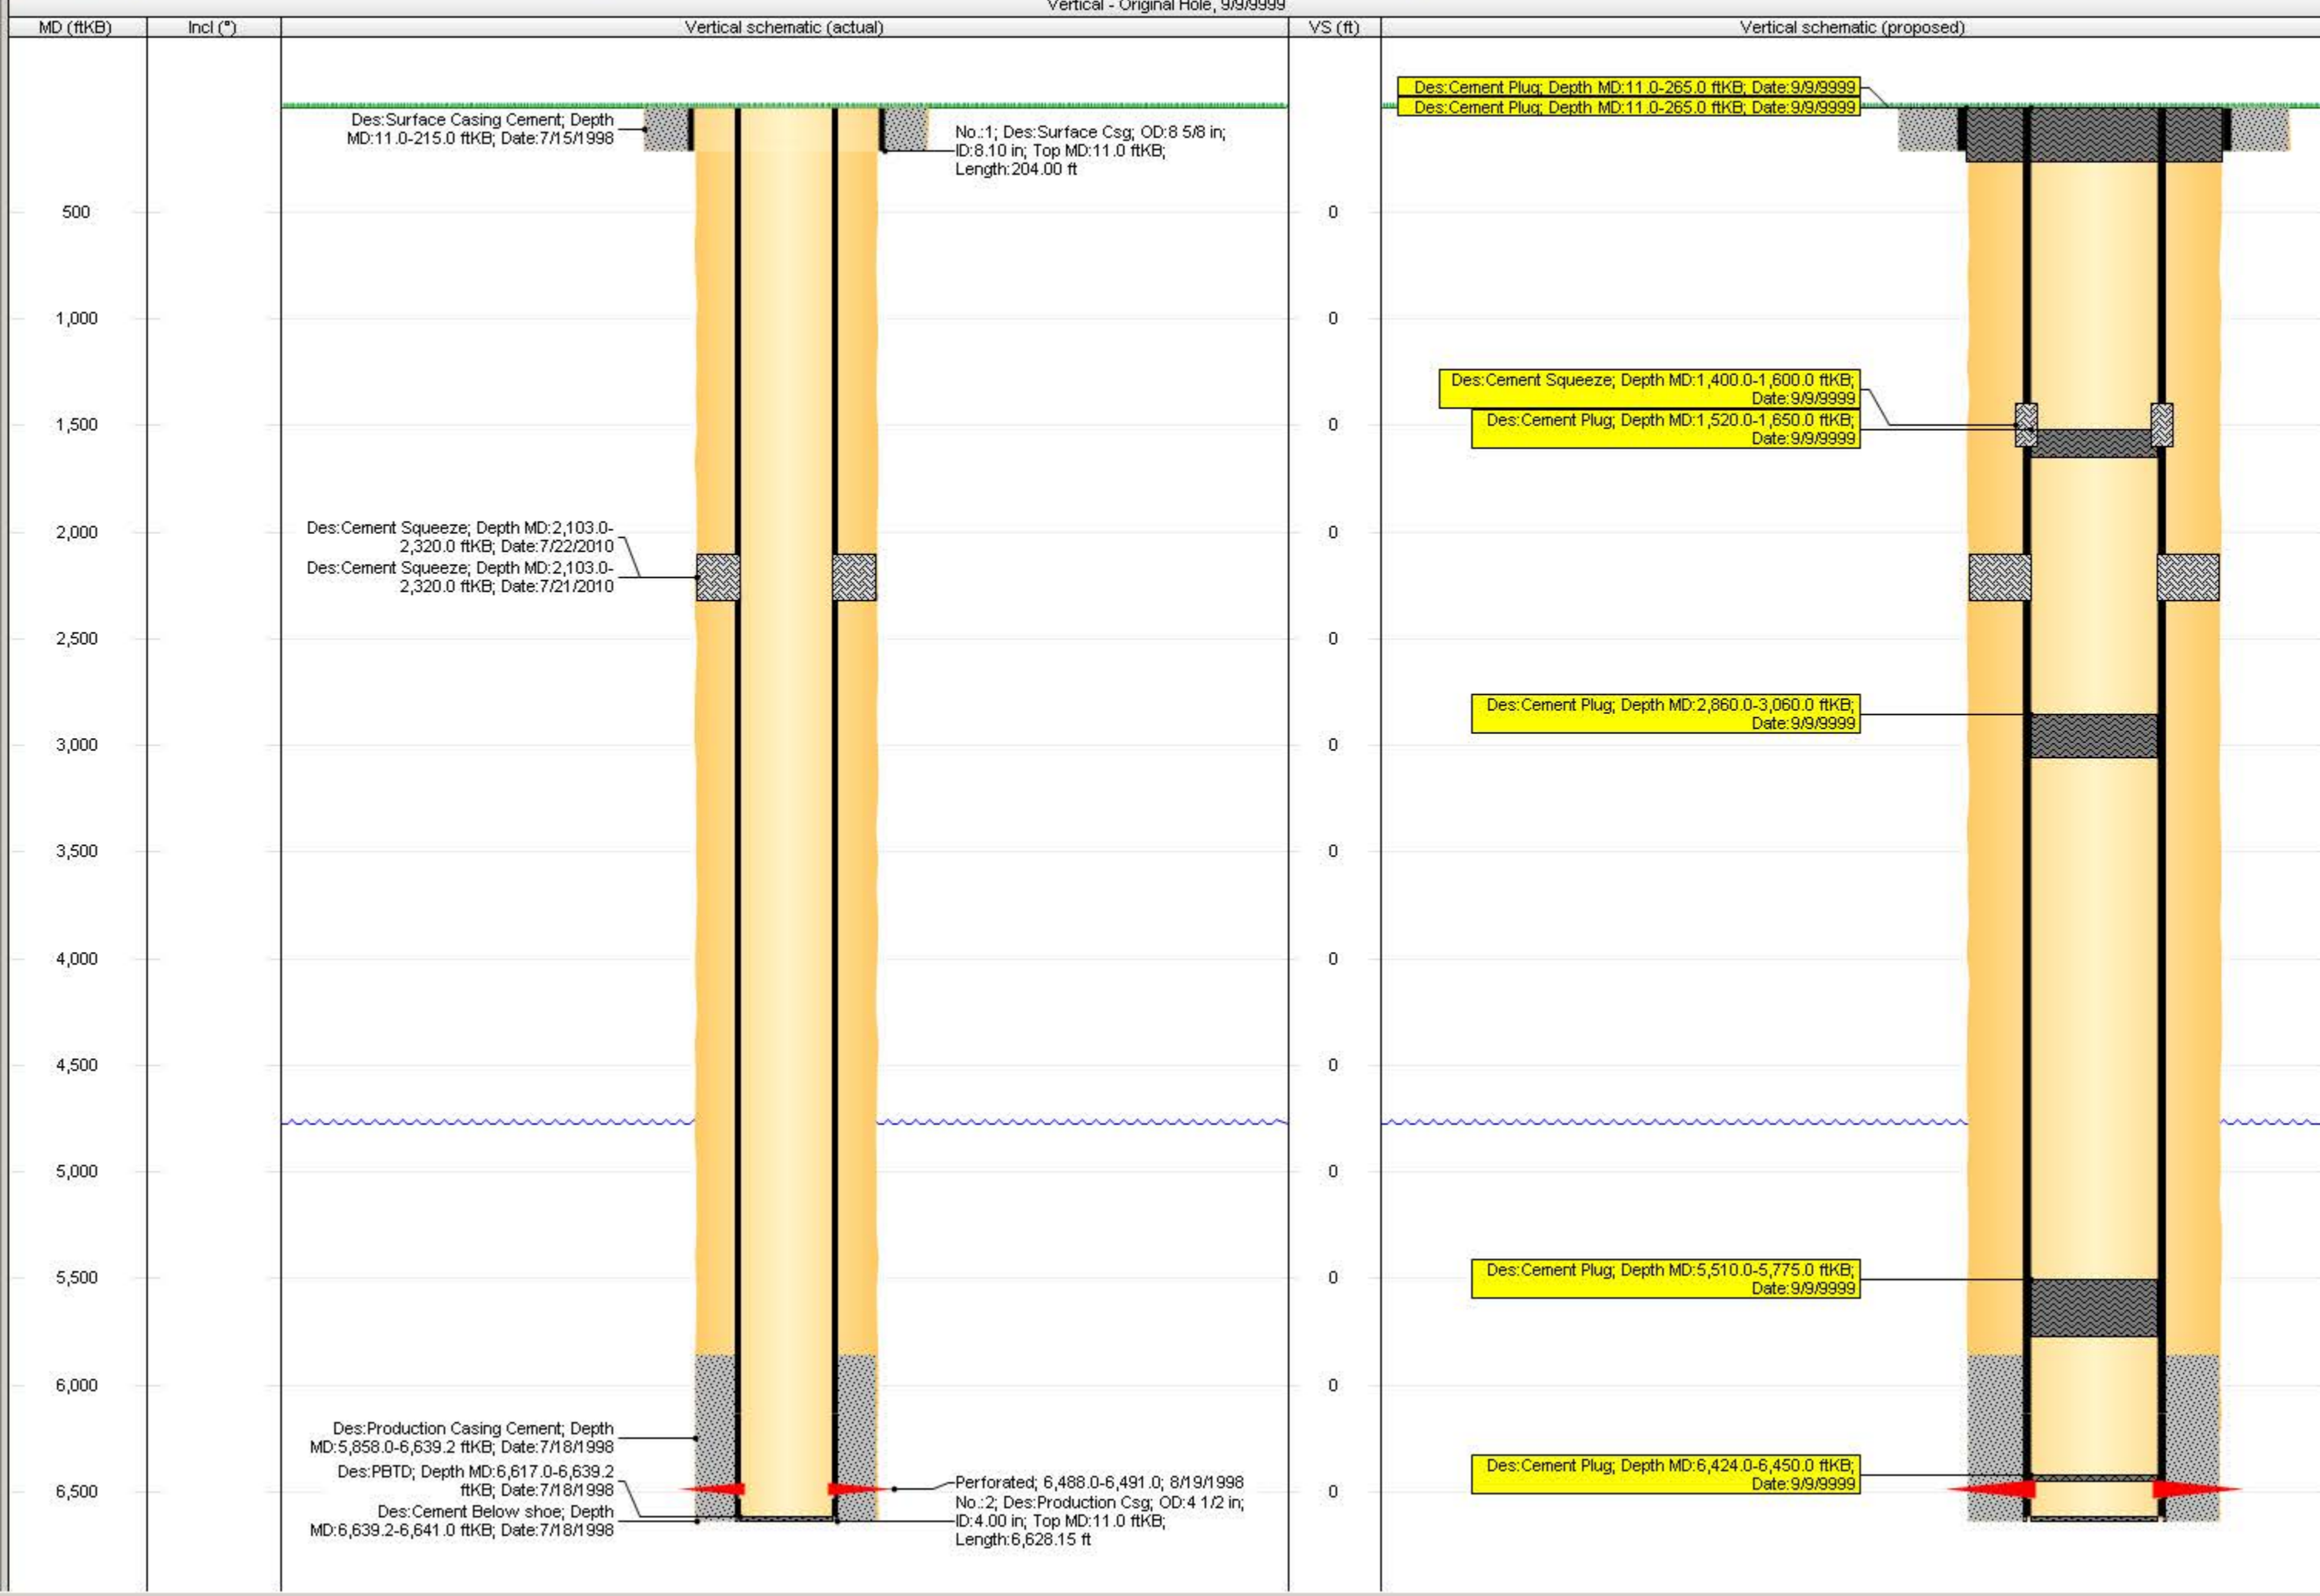 Vertical - Original Hole, 9/9/9999
MD (ftKB)
Incl (°)
Vertical schematic (actual)
VS (ft)
Vertical schematic (proposed)
Des:Cement Plug; Depth MD:11.0-265.0 ftKB; Date:9/9/9999
Des:Cement Plug; Depth MD:11.0-265.0 ftKB; Date:9/9/9999
Des:Surface Casing Cement; Depth
MD:11.0-215.0 ftKB; Date:7/15/1998
No.:1; Des:Surface Csg; OD:8 5/8 in;
ID:8.10 in; Top MD:11.0 ftKB;
Length:204.00 ft
500
0
1,000
0
Des:Cement Squeeze; Depth MD:1,400.0-1,600.0 ftKB;
Date:9/9/9999
1,500
0
Des:Cement Plug; Depth MD:1,520.0-1,650.0 ftKB;
Date:9/9/9999
Des:Cement Squeeze; Depth MD:2,103.0-
2,320.0 ftKB; Date:7/22/2010
2,000
0
Des:Cement Squeeze; Depth MD:2,103.0-
2,320.0 ftKB; Date:7/21/2010
2,500
0
Des:Cement Plug; Depth MD:2,860.0-3,060.0 ftKB;
Date:9/9/9999
3,000
0
3,500
0
4,000
0
4,500
0
5,000
0
5,500
0
Des:Cement Plug; Depth MD:5,510.0-5,775.0 ftKB;
Date:9/9/9999
6,000
0
Des:Production Casing Cement; Depth
MD:5,858.0-6,639.2 ftKB; Date:7/18/1998
Des:PBTD; Depth MD:6,617.0-6,639.2
ftKB; Date:7/18/1998
6,500
0
Des:Cement Below shoe; Depth
MD:6,639.2-6,641.0 ftKB; Date:7/18/1998
Perforated; 6,488.0-6,491.0; 8/19/1998
No.:2; Des:Production Csg; OD:4 1/2 in;
ID:4.00 in; Top MD:11.0 ftKB;
Length:6,628.15 ft
Des:Cement Plug; Depth MD:6,424.0-6,450.0 ftKB;
Date:9/9/9999